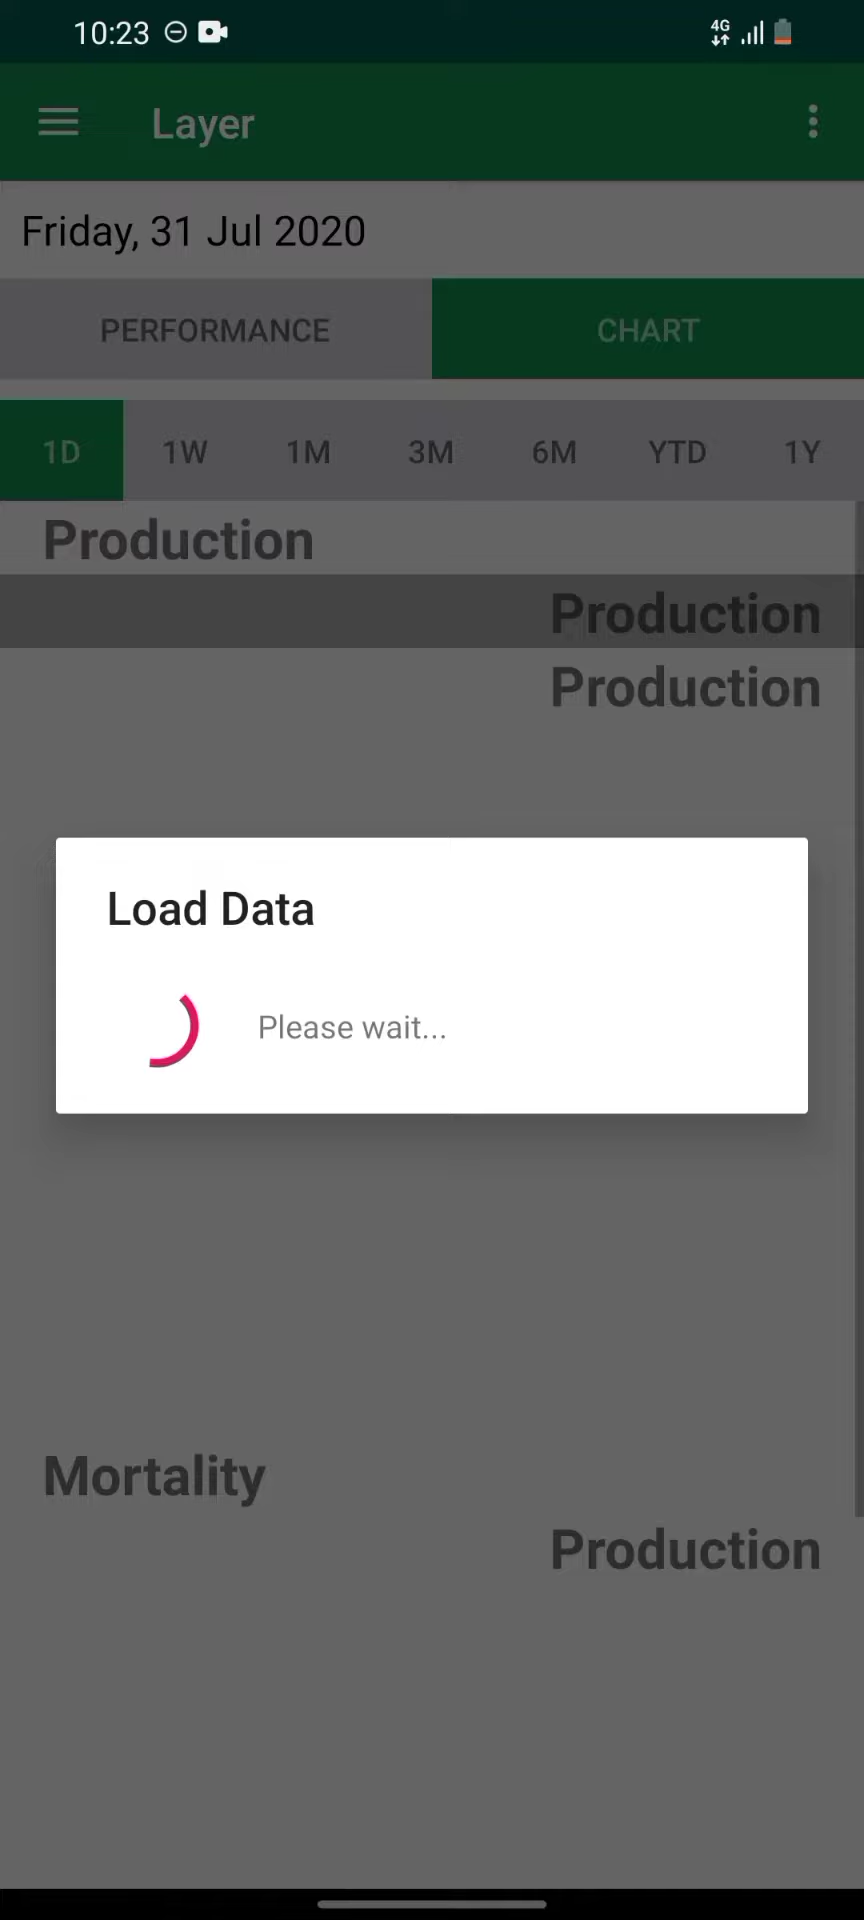 10:23
4G
Layer
Friday, 31 Jul 2020
PERFORMANCE CHART
1D 1W 1M 3M 6M YTD 1Y
Production
Production
Production
Load Data
Please wait...
Mortality
Production